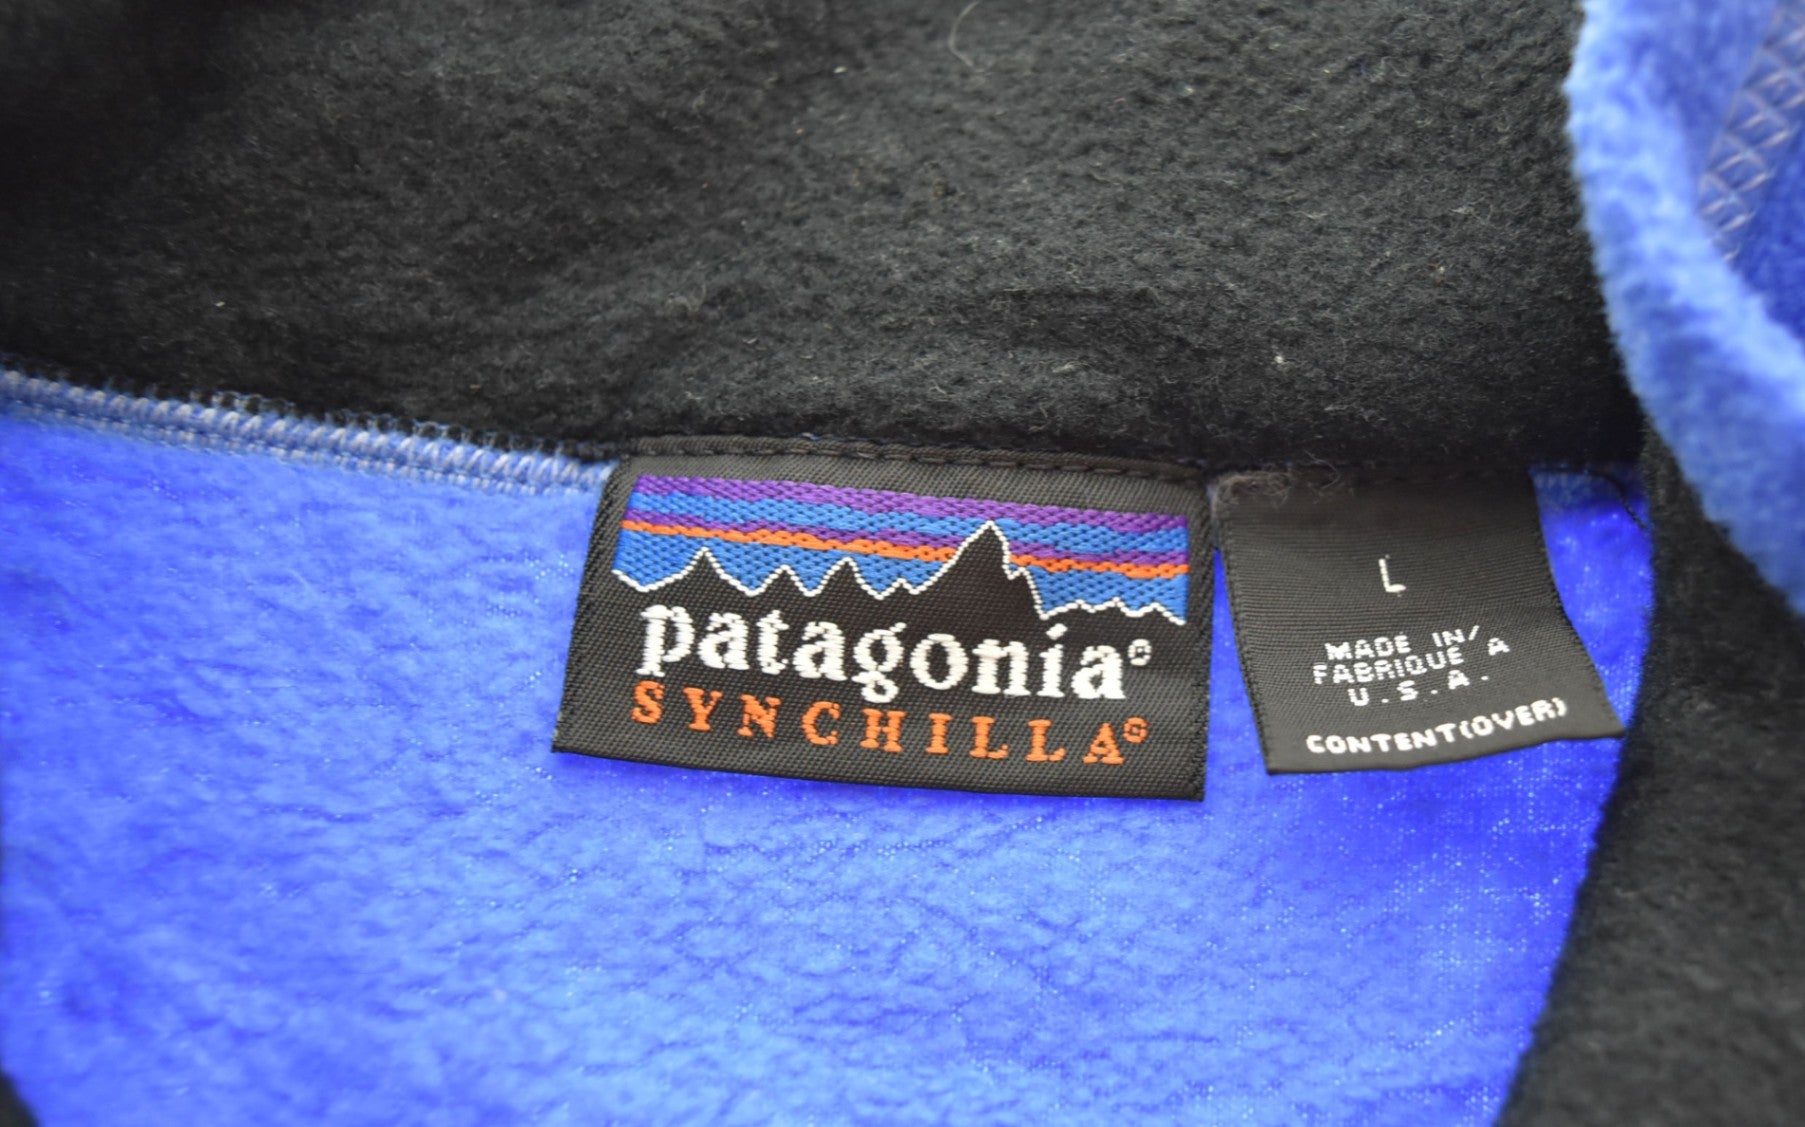 patagonia®
SYNCHILLA®
L
MADE IN/
FABRIQUE A
U.S.A.
CONTENT(OVER)